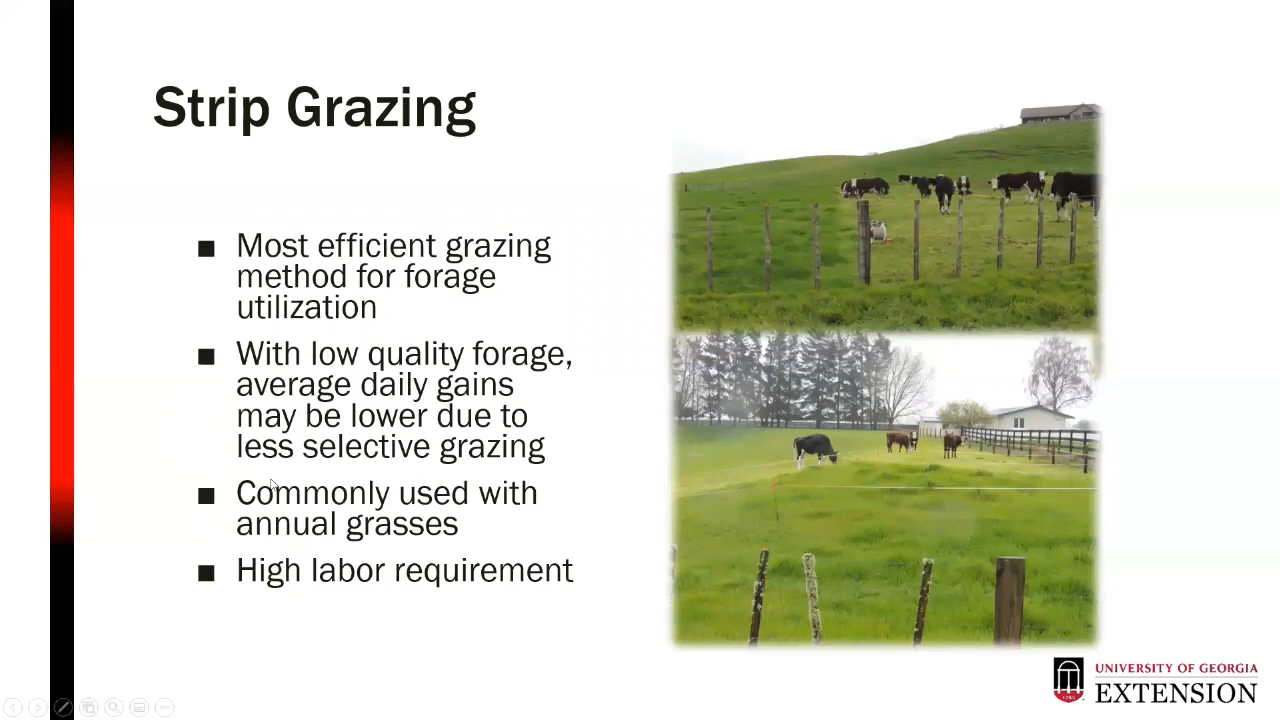 Strip Grazing
■ Most efficient grazing
method for forage
utilization
■ With low quality forage,
average daily gains
may be lower due to
less selective grazing
■ Commonly used with
annual grasses
■ High labor requirement
UNIVERSITY OF GEORGIA
EXTENSION